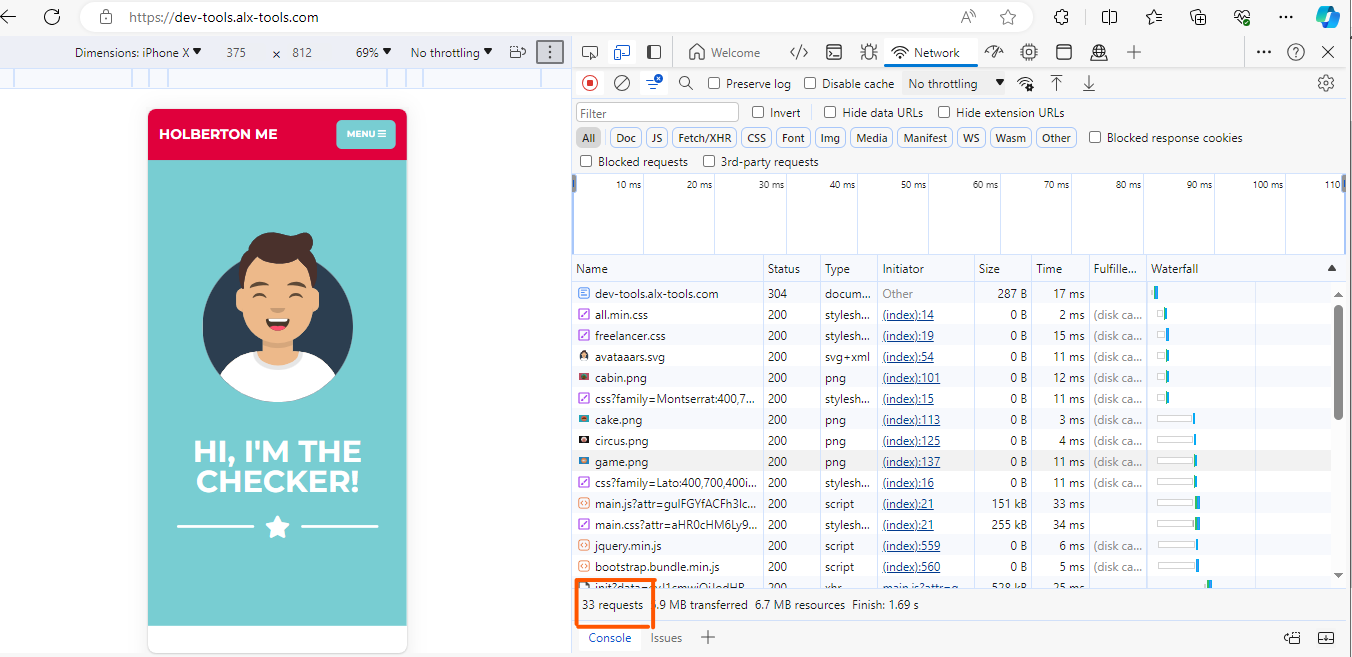 https://dev-tools.alx-tools.com
Dimensions: iPhone X 375 × 812 69% No throttling
Welcome Network
Preserve log Disable cache No throttling
Filter Invert Hide data URLs Hide extension URLs
All Doc JS Fetch/XHR CSS Font Img Media Manifest WS Wasm Other Blocked response cookies
Blocked requests 3rd-party requests
10 ms 20 ms 30 ms 40 ms 50 ms 60 ms 70 ms 80 ms 90 ms 100 ms 110
HOLBERTON ME MENU
HI, I'M THE
CHECKER!
Name Status Type Initiator Size Time Fulfille... Waterfall
dev-tools.alx-tools.com 304 docum... Other 287 B 17 ms
all.min.css 200 stylesh... (index):14 0 B 2 ms (disk ca...
freelancer.css 200 stylesh... (index):19 0 B 15 ms (disk ca...
avataaars.svg 200 svg+xml (index):54 0 B 11 ms (disk ca...
cabin.png 200 png (index):101 0 B 12 ms (disk ca...
css?family=Montserrat:400,7... 200 stylesh... (index):15 0 B 11 ms (disk ca...
cake.png 200 png (index):113 0 B 3 ms (disk ca...
circus.png 200 png (index):125 0 B 4 ms (disk ca...
game.png 200 png (index):137 0 B 11 ms (disk ca...
css?family=Lato:400,700,400i... 200 stylesh... (index):16 0 B 11 ms (disk ca...
main.js?attr=gulFGYfACFh3lc... 200 script (index):21 151 kB 33 ms
main.css?attr=aHR0cHM6Ly9... 200 stylesh... (index):21 255 kB 34 ms
jquery.min.js 200 script (index):559 0 B 6 ms (disk ca...
bootstrap.bundle.min.js 200 script (index):560 0 B 5 ms (disk ca...
200 xhr 528 kB 25 ms
33 requests .9 MB transferred 6.7 MB resources Finish: 1.69 s
Console Issues